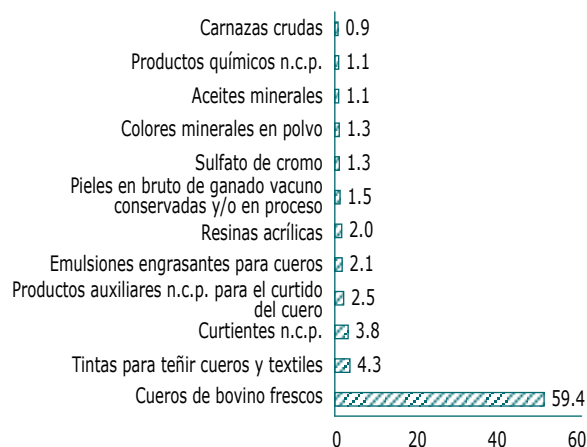 Carnazas crudas 0.9
Productos químicos n.c.p. 1.1
Aceites minerales 1.1
Colores minerales en polvo 1.3
Sulfato de cromo 1.3
Pieles en bruto de ganado vacuno
conservadas y/o en proceso 1.5
Resinas acrílicas 2.0
Emulsiones engrasantes para cueros 2.1
Productos auxiliares n.c.p. para el curtido
del cuero 2.5
Curtientes n.c.p. 3.8
Tintas para teñir cueros y textiles 4.3
Cueros de bovino frescos 59.4
0 20 40 60